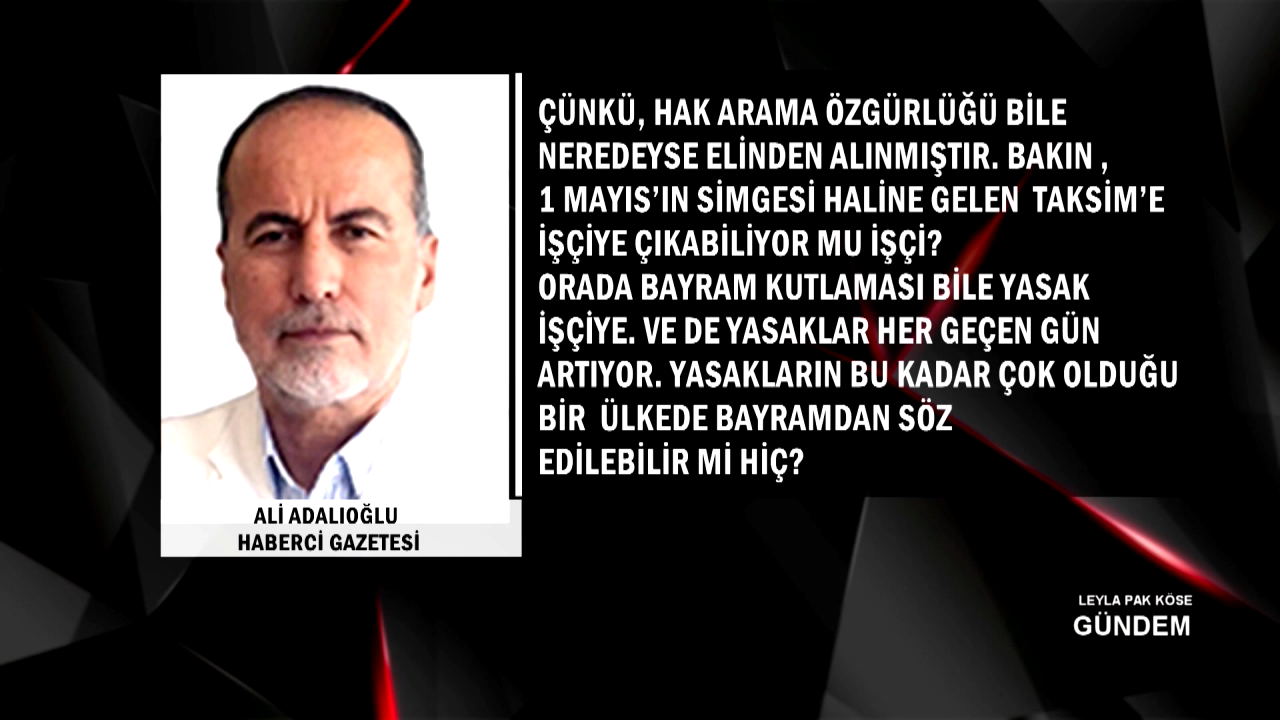 ÇÜNKÜ, HAK ARAMA ÖZGÜRLÜĞÜ BİLE
NEREDEYSE ELİNDEN ALINMIŞTIR. BAKIN ,
1 MAYIS’IN SİMGESİ HALİNE GELEN TAKSİM’E
İŞÇİYE ÇIKABİLİYOR MU İŞÇİ?
ORADA BAYRAM KUTLAMASI BİLE YASAK
İŞÇİYE. VE DE YASAKLAR HER GEÇEN GÜN
ARTIYOR. YASAKLARIN BU KADAR ÇOK OLDUĞU
BİR ÜLKEDE BAYRAMDAN SÖZ
EDİLEBİLİR Mİ HİÇ?
ALİ ADALIOĞLU
HABERCİ GAZETESİ
LEYLA PAK KÖSE
GÜNDEM